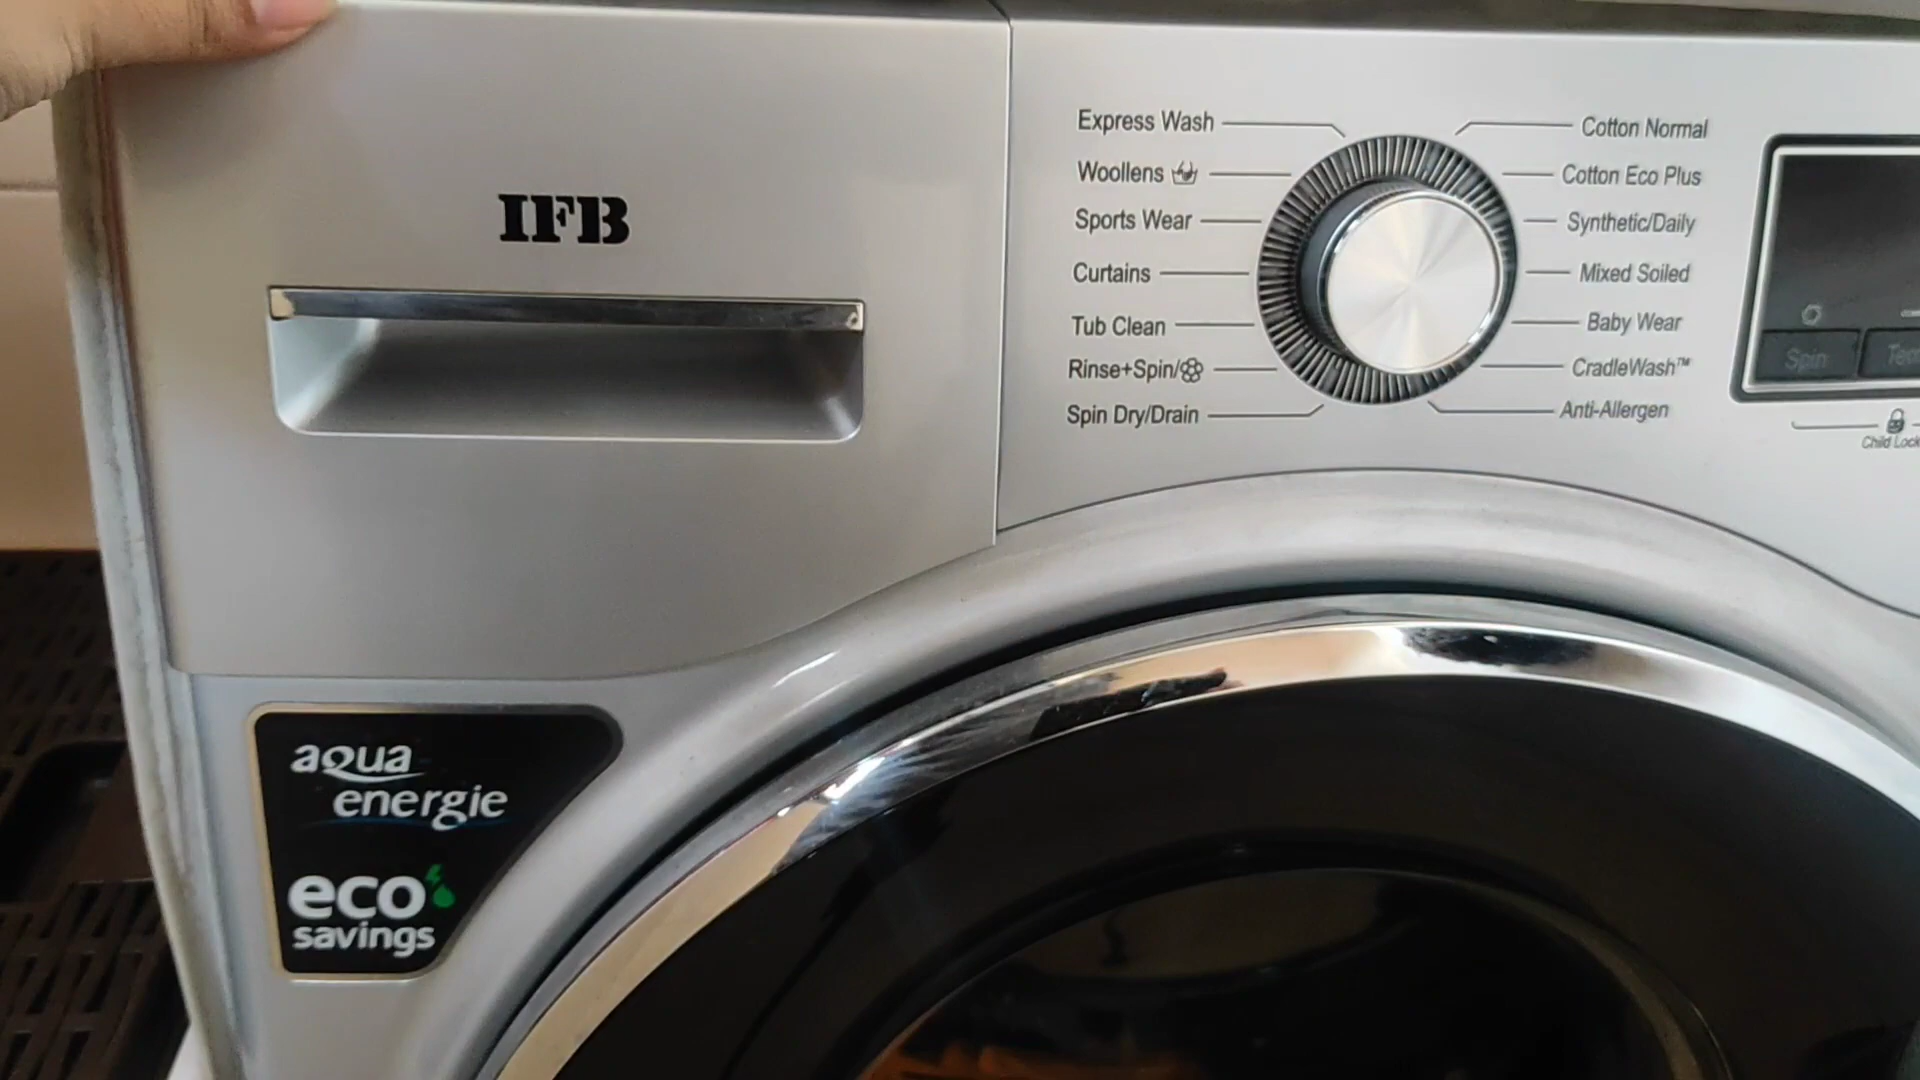 IFB
Express Wash
Woollens
Sports Wear
Curtains
Tub Clean
Rinse+Spin/
Spin Dry/Drain
Cotton Normal
Cotton Eco Plus
Synthetic/Daily
Mixed Soiled
Baby Wear
CradleWash™
Anti-Allergen
Spin
Child Lock
aqua
energie
eco
savings